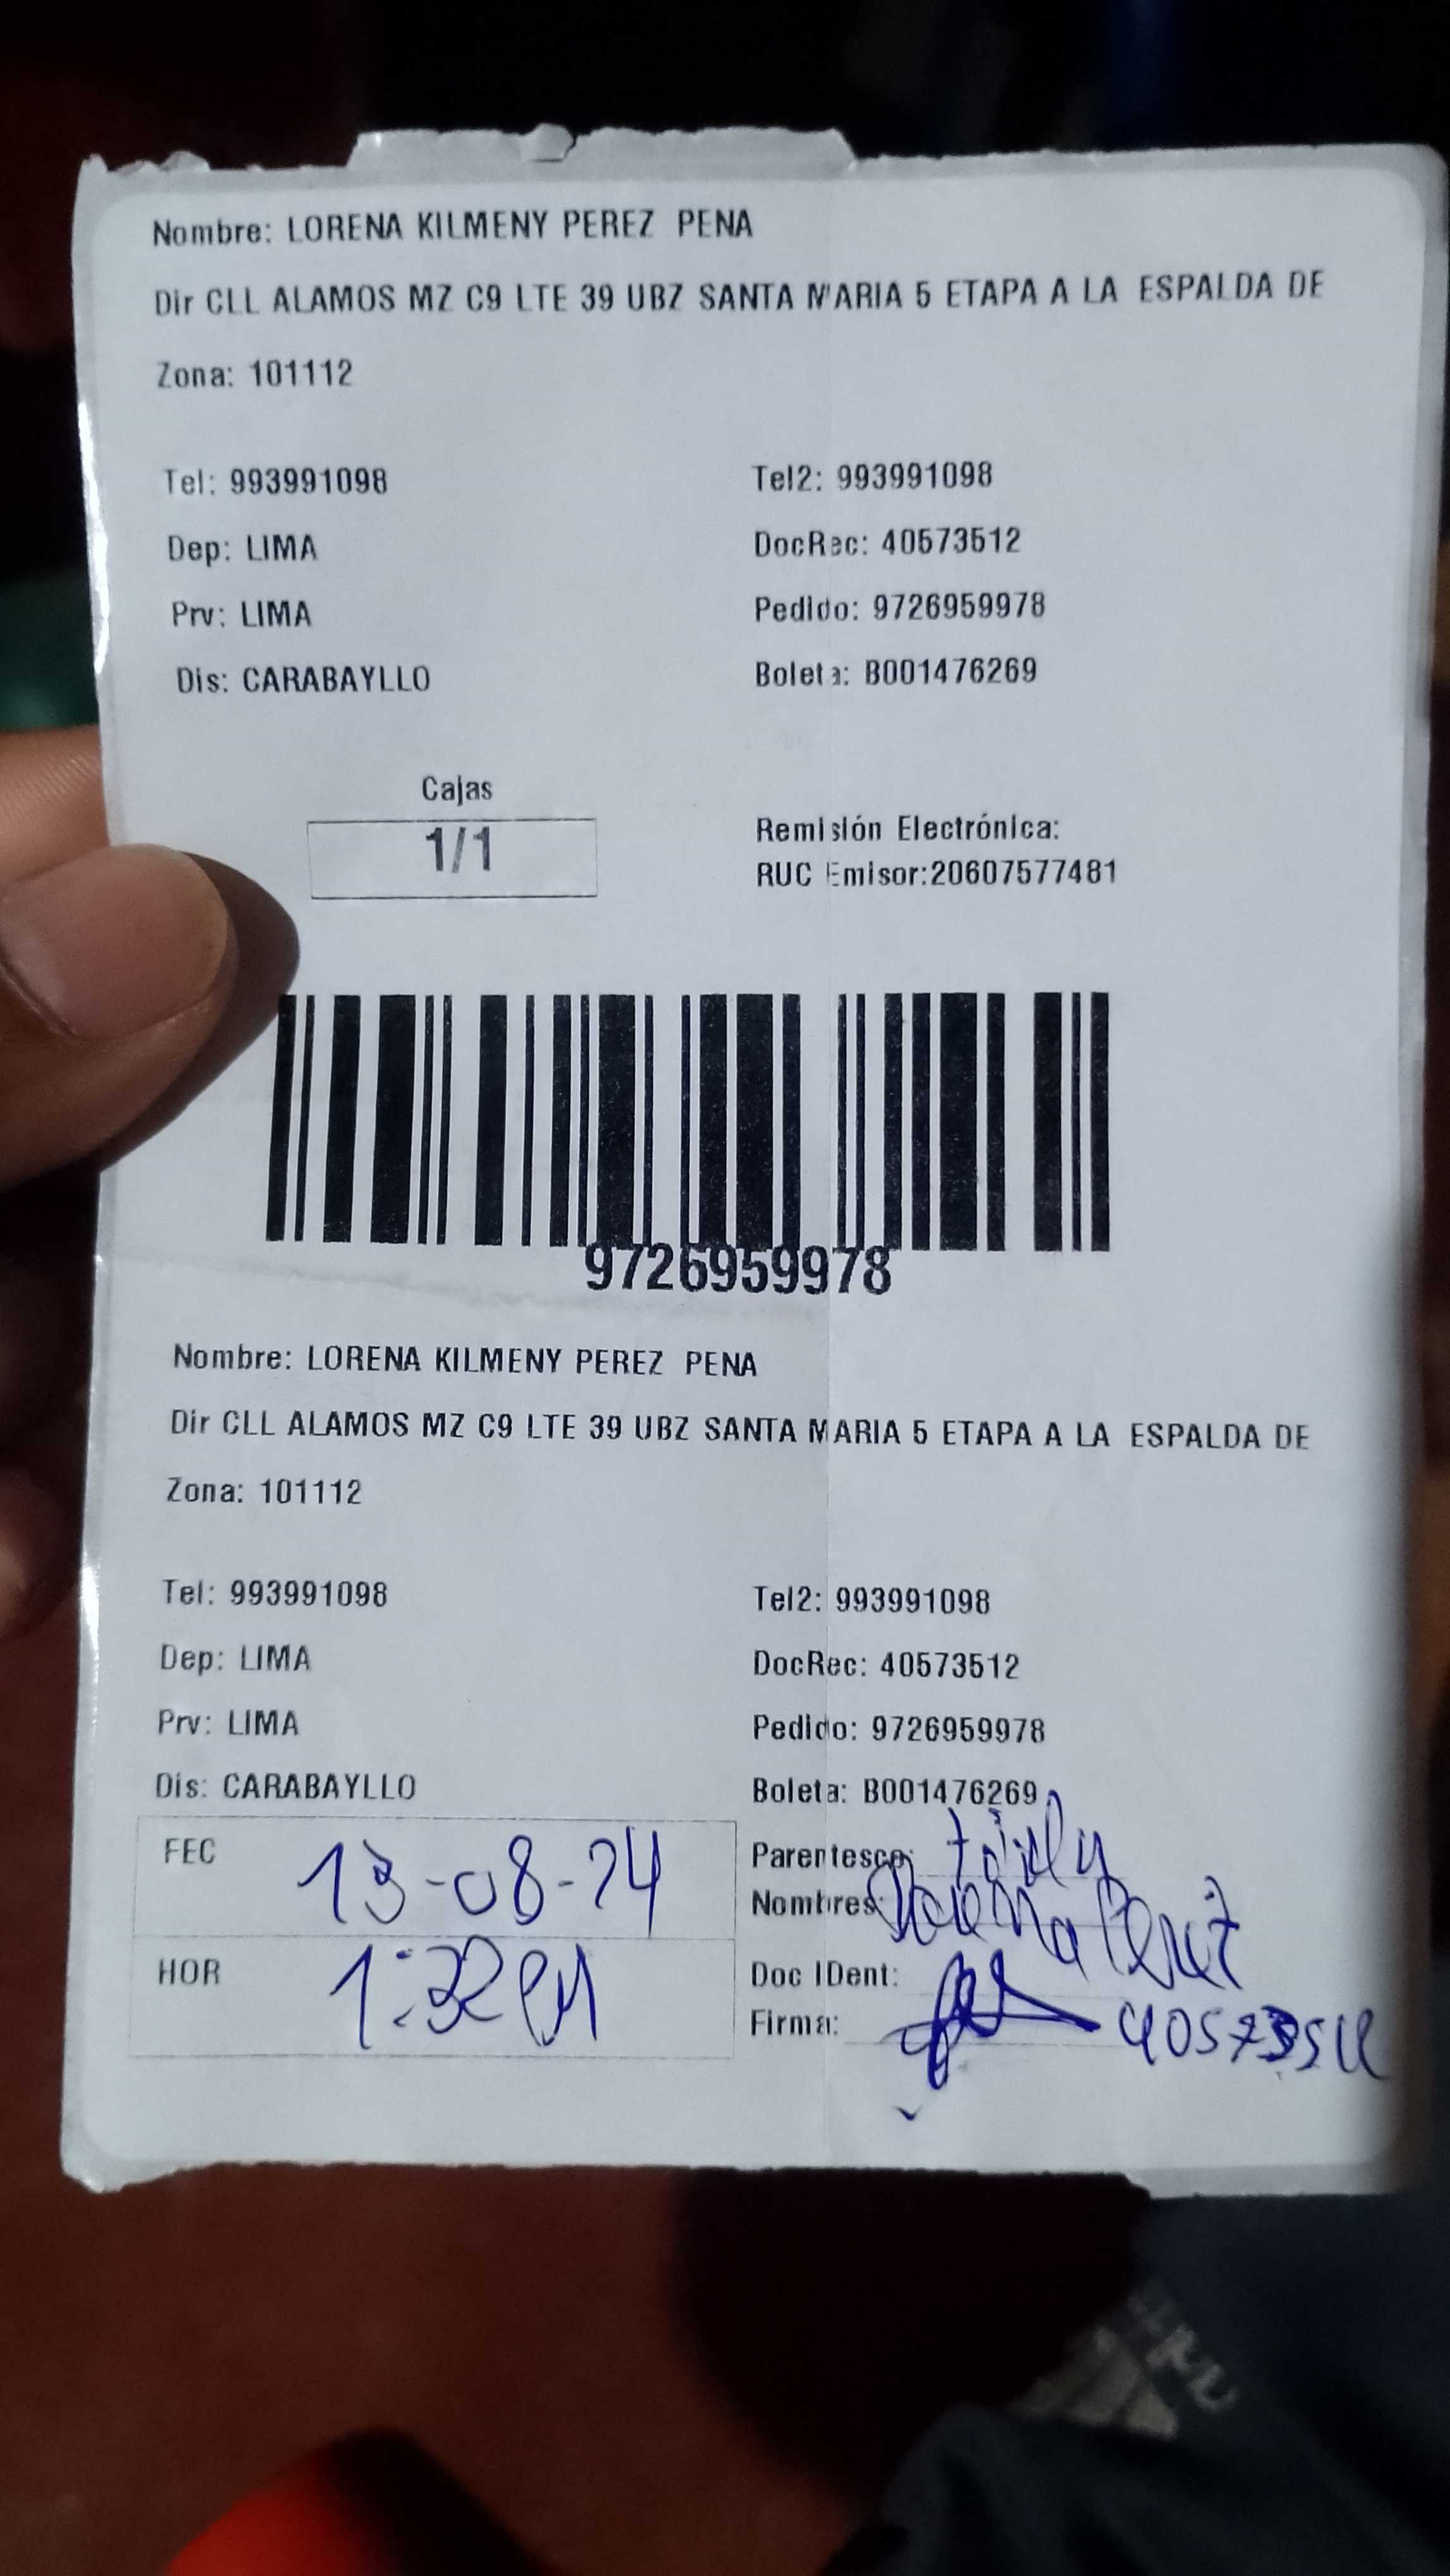 Nombre: LORENA KILMENY PEREZ PENA
Dir CLL ALAMOS MZ C9 LTE 39 UBZ SANTA MARIA 5 ETAPA A LA ESPALDA DE
Zona: 101112
Tel: 993991098 Tel2: 993991098
Dep: LIMA DocRec: 40573512
Prv: LIMA Pedido: 9726959978
Dis: CARABAYLLO Boleta: B001476269
Cajas
1/1
Remisión Electrónica:
RUC Emisor:20607577481
9726959978
Nombre: LORENA KILMENY PEREZ PENA
Dir CLL ALAMOS MZ C9 LTE 39 UBZ SANTA MARIA 5 ETAPA A LA ESPALDA DE
Zona: 101112
Tel: 993991098 Tel2: 993991098
Dep: LIMA DocRec: 40573512
Prv: LIMA Pedido: 9726959978
Dis: CARABAYLLO Boleta: B001476269
FEC 13-08-24 Parentesco:
Nombres: Lorena Perez
HOR 1:32PM Doc IDent:
Firma: 40573512